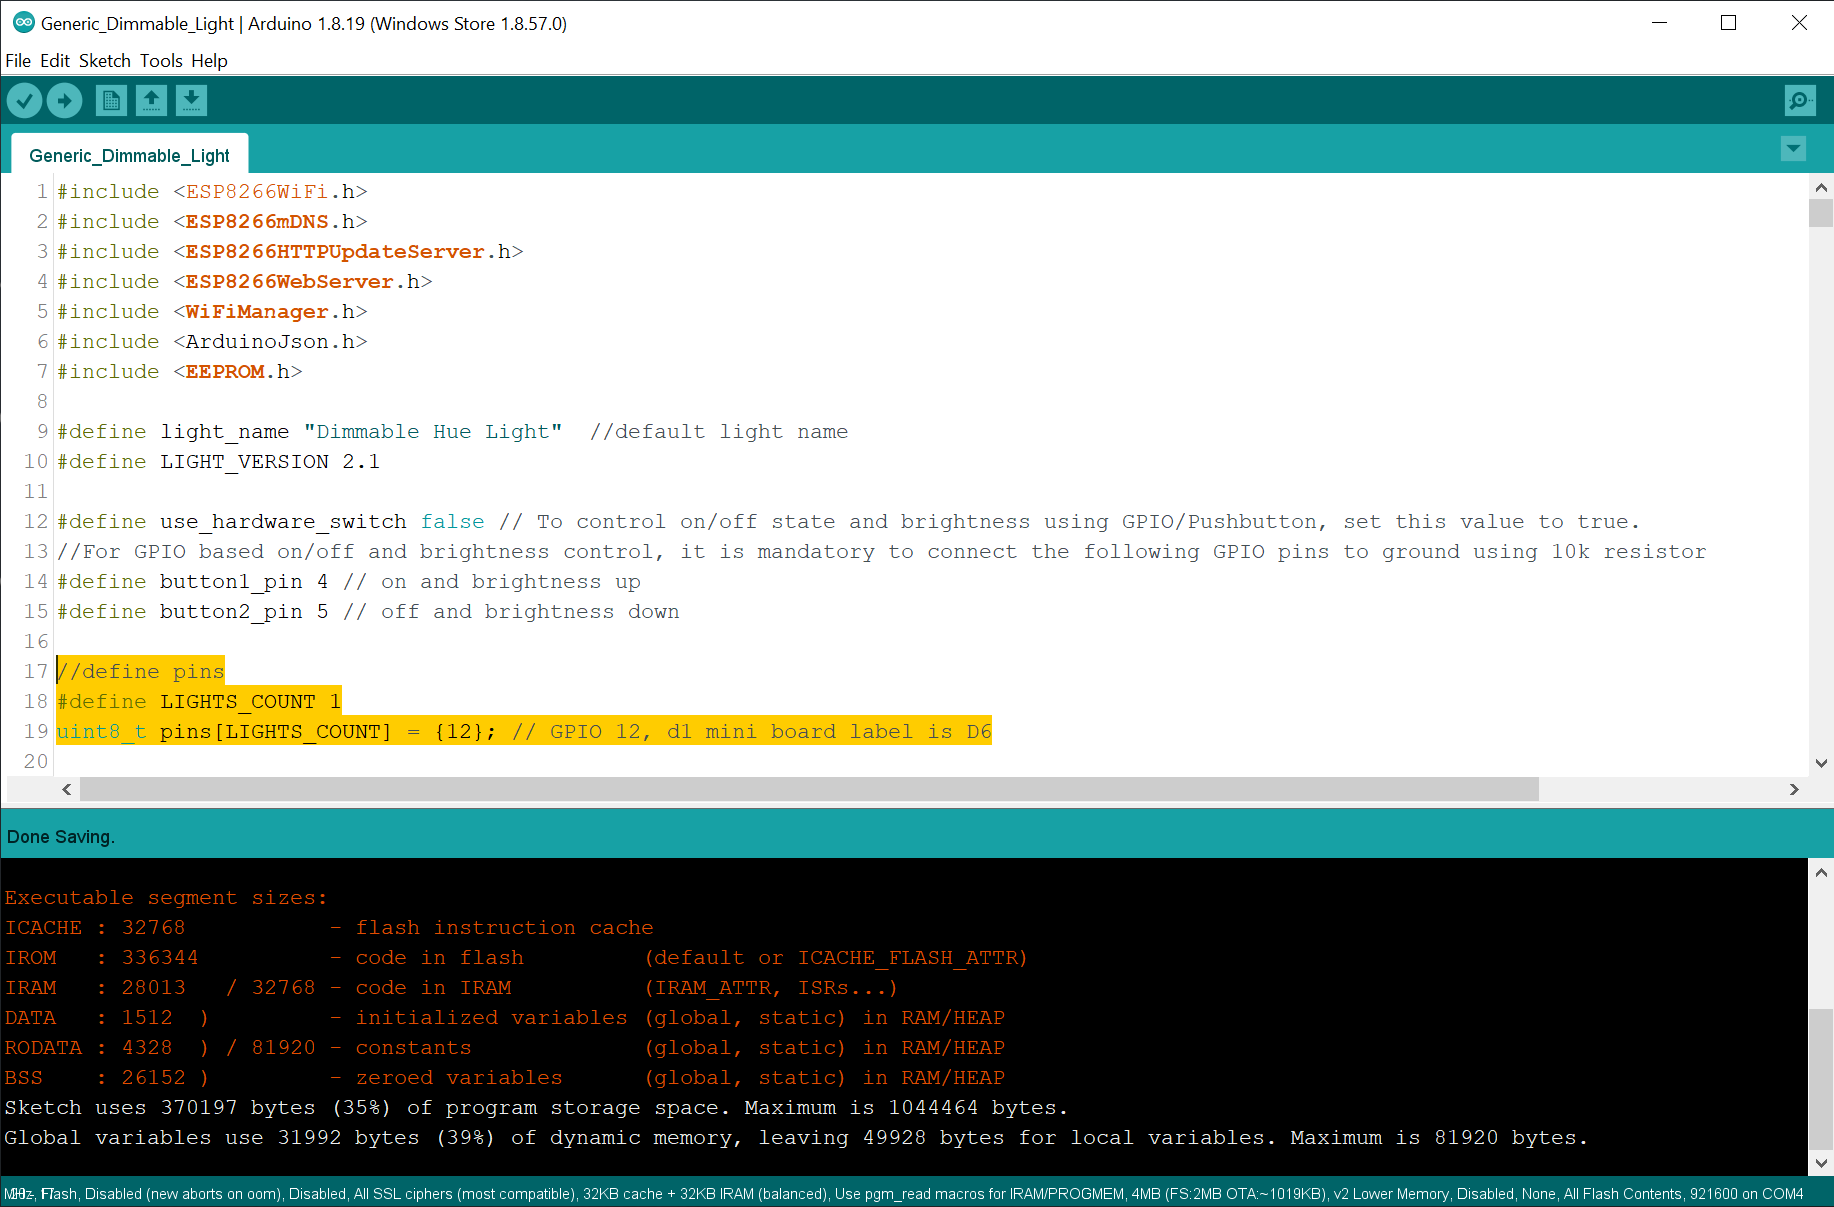 Generic_Dimmable_Light | Arduino 1.8.19 (Windows Store 1.8.57.0)
File Edit Sketch Tools Help
Generic_Dimmable_Light
1 #include <ESP8266WiFi.h>
2 #include <ESP8266mDNS.h>
3 #include <ESP8266HTTPUpdateServer.h>
4 #include <ESP8266WebServer.h>
5 #include <WiFiManager.h>
6 #include <ArduinoJson.h>
7 #include <EEPROM.h>
8
9 #define light_name "Dimmable Hue Light"  //default light name
10 #define LIGHT_VERSION 2.1
11
12 #define use_hardware_switch false // To control on/off state and brightness using GPIO/Pushbutton, set this value to true.
13 //For GPIO based on/off and brightness control, it is mandatory to connect the following GPIO pins to ground using 10k resistor
14 #define button1_pin 4 // on and brightness up
15 #define button2_pin 5 // off and brightness down
16
17 //define pins
18 #define LIGHTS_COUNT 1
19 uint8_t pins[LIGHTS_COUNT] = {12}; // GPIO 12, d1 mini board label is D6
20
Done Saving.
Executable segment sizes:
ICACHE : 32768           - flash instruction cache
IROM   : 336344          - code in flash         (default or ICACHE_FLASH_ATTR)
IRAM   : 28013   / 32768 - code in IRAM          (IRAM_ATTR, ISRs...)
DATA   : 1512  )         - initialized variables (global, static) in RAM/HEAP
RODATA : 4328  ) / 81920 - constants             (global, static) in RAM/HEAP
BSS    : 26152 )         - zeroed variables      (global, static) in RAM/HEAP
Sketch uses 370197 bytes (35%) of program storage space. Maximum is 1044464 bytes.
Global variables use 31992 bytes (39%) of dynamic memory, leaving 49928 bytes for local variables. Maximum is 81920 bytes.
Flash, Disabled (new aborts on oom), Disabled, All SSL ciphers (most compatible), 32KB cache + 32KB IRAM (balanced), Use pgm_read macros for IRAM/PROGMEM, 4MB (FS:2MB OTA:~1019KB), v2 Lower Memory, Disabled, None, All Flash Contents, 921600 on COM4